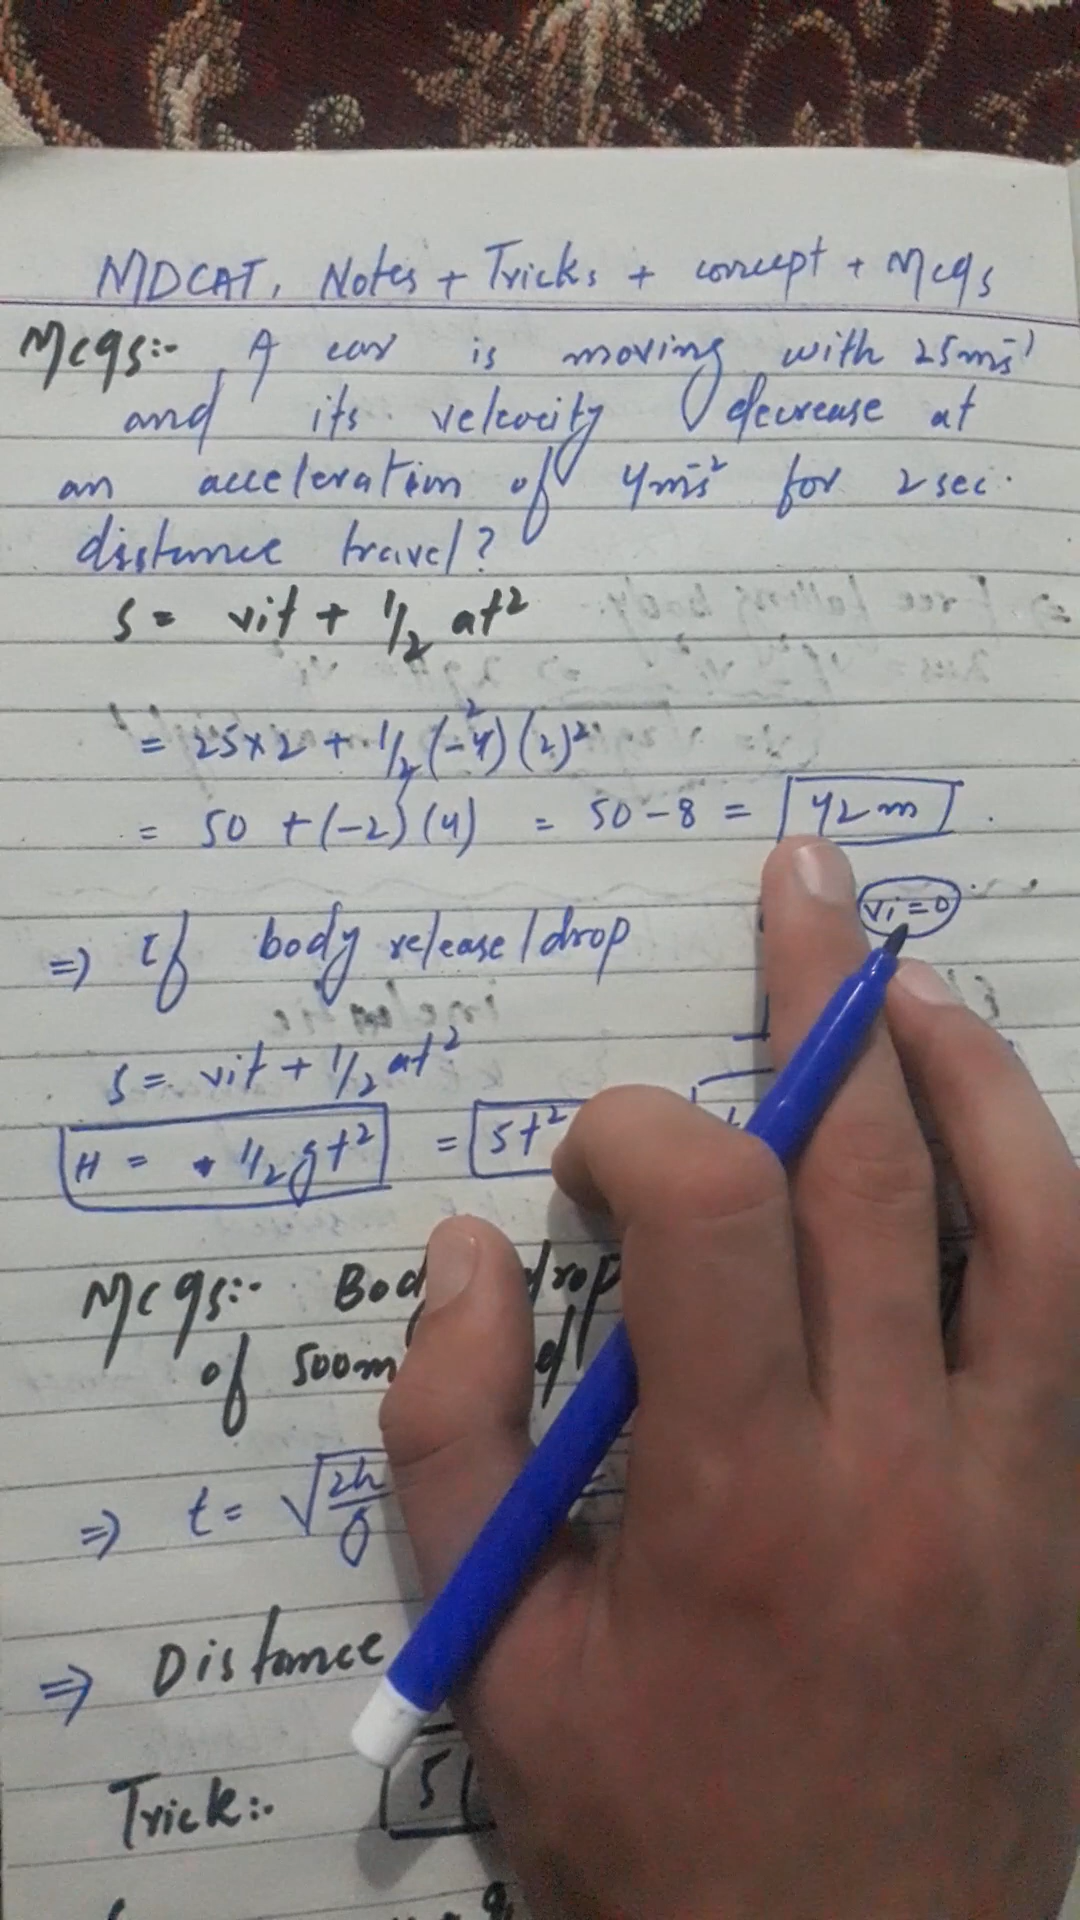 MDCAT, Notes + Tricks + concept + Mcqs
Mcqs:- A car is moving with 25ms⁻¹
and its velocity decrease at
an acceleration of 4ms⁻² for 2 sec.
distance travel?
S = vit + 1/2 at²
= 25×2 + 1/2 (-4)(2)²
= 50 + (-2)(4) = 50 - 8 = 42m
⇒ If body release/drop vi=0
S = vit + 1/2 at²
H = 1/2gt² = 5t²
Mcqs:- drop
of 500m
⇒ t = √2h/g =
⇒ Distance
Trick:- 5